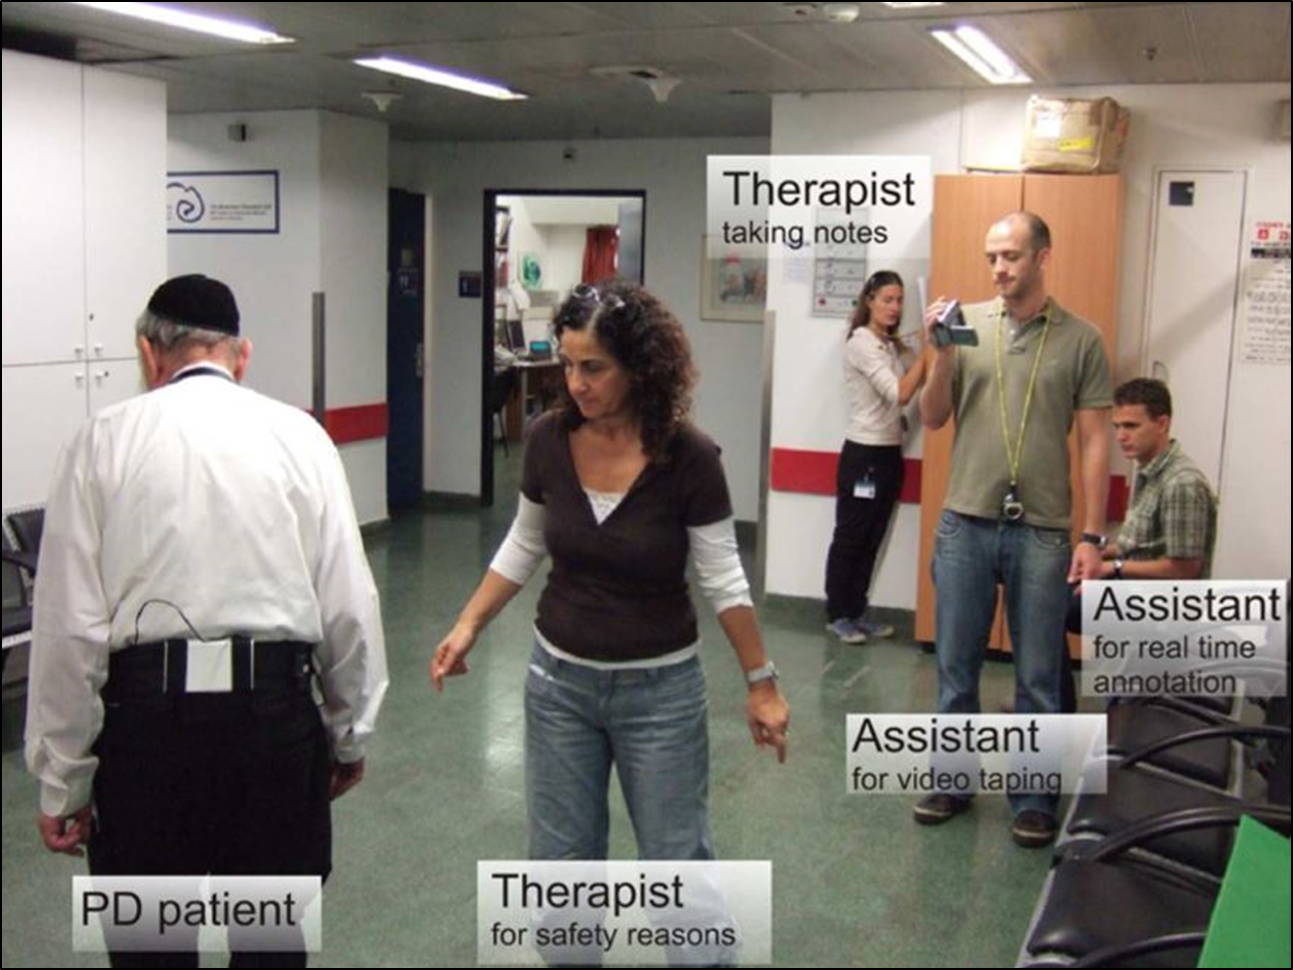 Therapist
taking notes
Assistant
for real time
annotation
Assistant
for video taping
PD patient
Therapist
for safety reasons